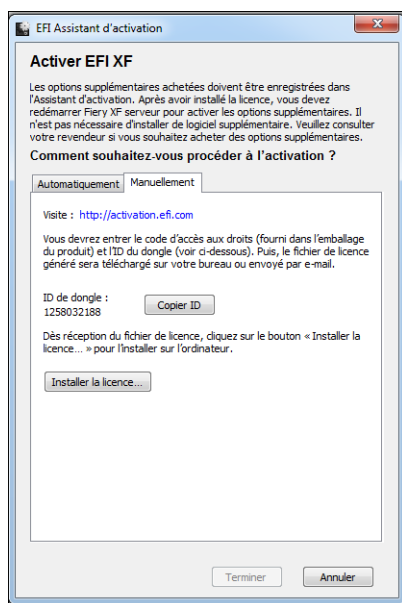 EFI Assistant d'activation
Activer EFI XF
Les options supplémentaires achetées doivent être enregistrées dans
l'Assistant d'activation. Après avoir installé la licence, vous devez
redémarrer Fiery XF serveur pour activer les options supplémentaires. Il
n'est pas nécessaire d'installer de logiciel supplémentaire. Veuillez consulter
votre revendeur si vous souhaitez acheter des options supplémentaires.
Comment souhaitez-vous procéder à l'activation ?
Automatiquement Manuellement
Visite : http://activation.efi.com
Vous devrez entrer le code d'accès aux droits (fourni dans l'emballage
du produit) et l'ID du dongle (voir ci-dessous). Puis, le fichier de licence
généré sera téléchargé sur votre bureau ou envoyé par e-mail.
ID de dongle :
1258032188
Copier ID
Dès réception du fichier de licence, cliquez sur le bouton « Installer la
licence... » pour l'installer sur l'ordinateur.
Installer la licence...
Terminer Annuler